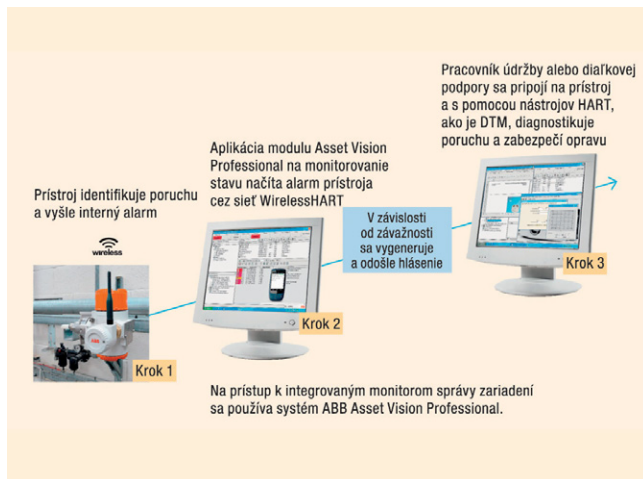 Prístroj identifikuje poruchu
a vyšle interný alarm
wireless
ABB
Krok 1
Aplikácia modulu Asset Vision
Professional na monitorovanie
stavu načíta alarm prístroja
cez sieť WirelessHART
Krok 2
V závislosti
od závažnosti
sa vygeneruje
a odošle hlásenie
Pracovník údržby alebo diaľkovej
podpory sa pripojí na prístroj
a s pomocou nástrojov HART,
ako je DTM, diagnostikuje
poruchu a zabezpečí opravu
Krok 3
Na prístup k integrovaným monitorom správy zariadení
sa používa systém ABB Asset Vision Professional.